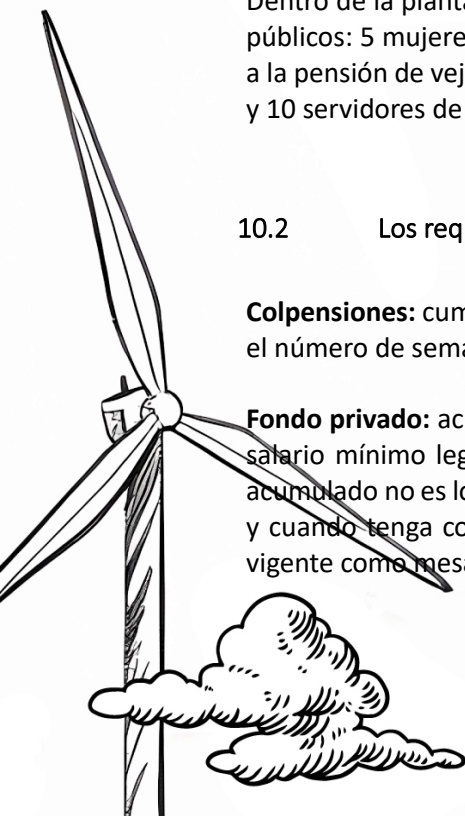 Dentro de la planta
públicos: 5 mujere
a la pensión de vej
y 10 servidores de
10.2 Los req
Colpensiones: cum
el número de sema
Fondo privado: ac
salario mínimo leg
acumulado no es lo
y cuando tenga co
vigente como mesa